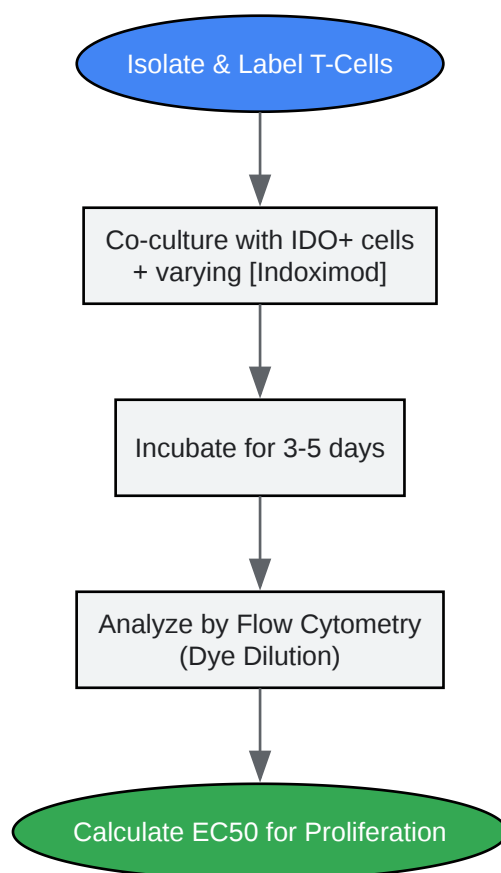 Isolate & Label T-Cells
Co-culture with IDO+ cells
+ varying [Indoximod]
Incubate for 3-5 days
Analyze by Flow Cytometry
(Dye Dilution)
Calculate EC50 for Proliferation